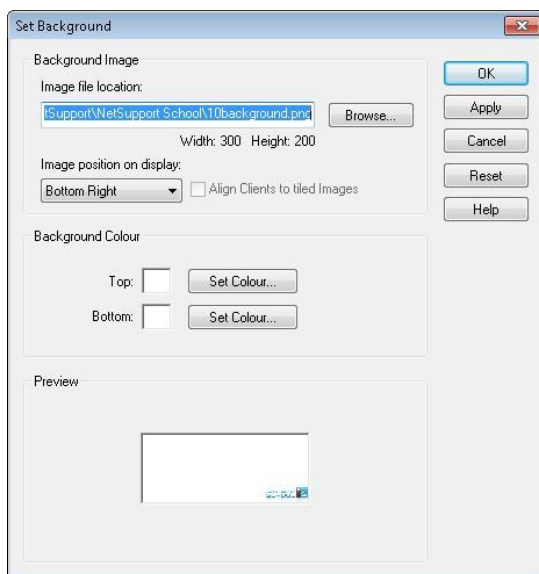 Set Background
Background Image
Image file location:
tSupport\NetSupport School\10background.png
Browse...
Width: 300 Height: 200
Image position on display:
Bottom Right
Align Clients to tiled Images
Background Colour
Top:
Set Colour...
Bottom:
Set Colour...
Preview
OK
Apply
Cancel
Reset
Help